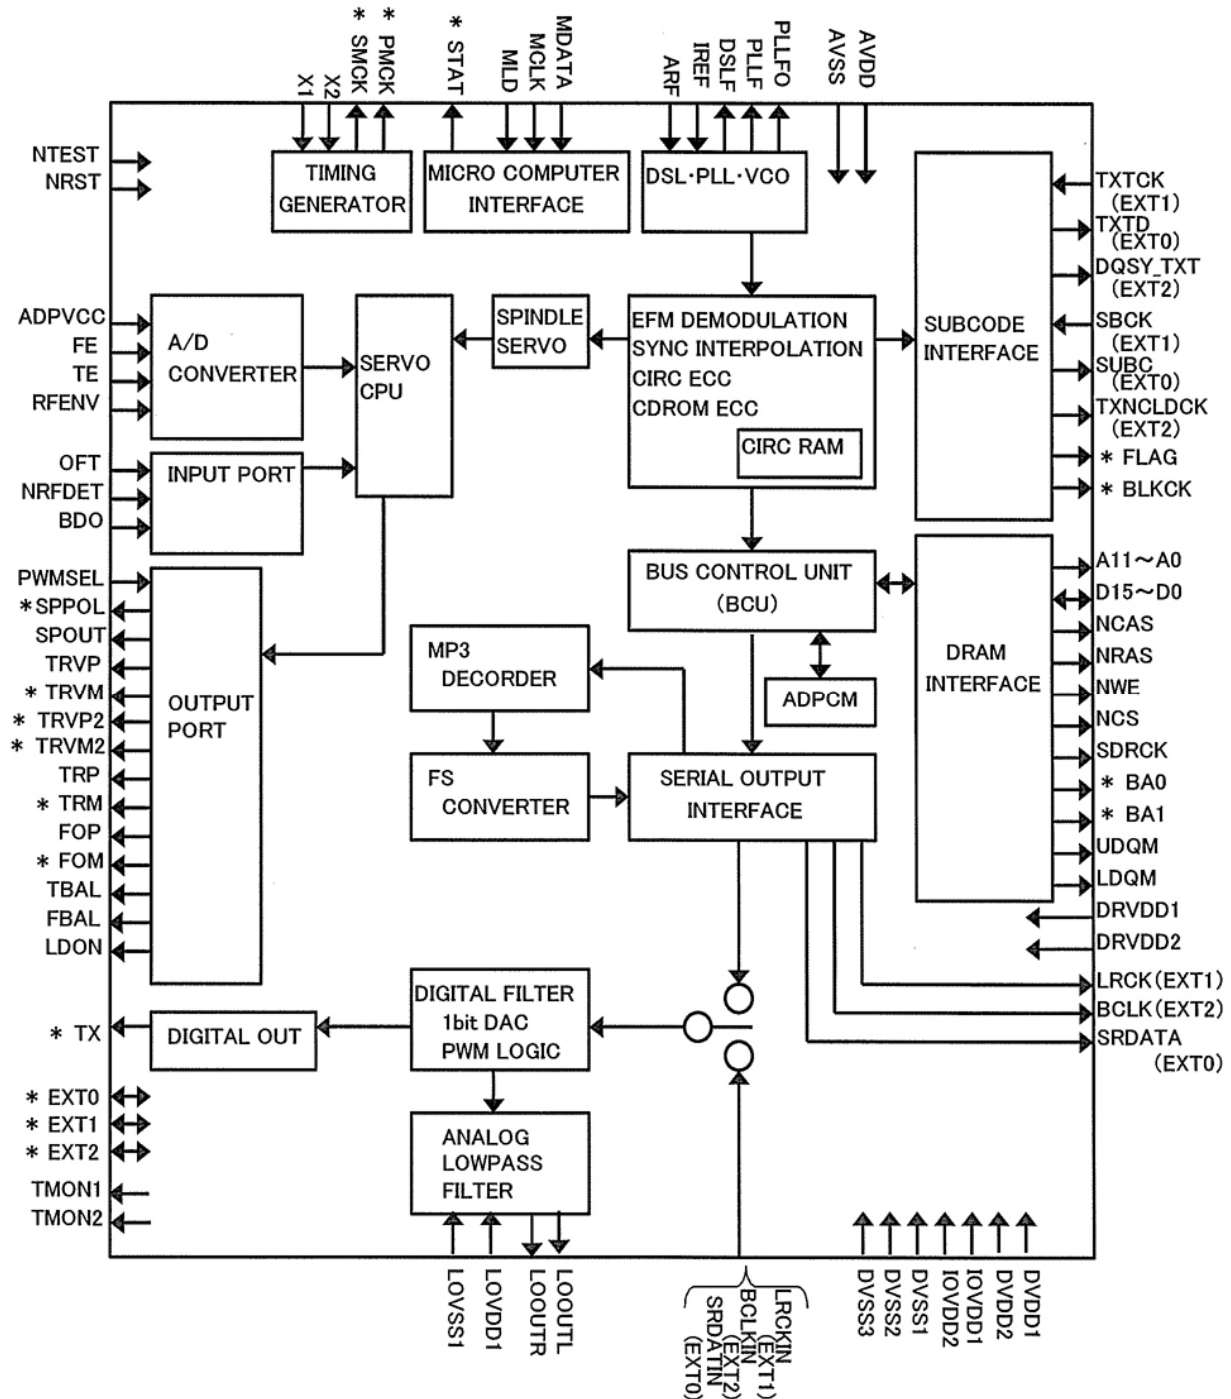 X1
X2
* SMCK
* PMCK
* STAT
MLD
MCLK
MDATA
ARF
IREF
DSLF
PLLF
PLLFO
AVSS
AVDD
NTEST
NRST
TIMING
GENERATOR
MICRO COMPUTER
INTERFACE
DSL·PLL·VCO
SUBCODE
INTERFACE
TXTCK
(EXT1)
TXTD
(EXT0)
DQSY_TXT
(EXT2)
SBCK
(EXT1)
SUBC
(EXT0)
TXNCLDCK
(EXT2)
* FLAG
* BLKCK
ADPVCC
FE
TE
RFENV
A/D
CONVERTER
SERVO
CPU
SPINDLE
SERVO
EFM DEMODULATION
SYNC INTERPOLATION
CIRC ECC
CDROM ECC
CIRC RAM
OFT
NRFDET
BDO
INPUT PORT
BUS CONTROL UNIT
(BCU)
ADPCM
DRAM
INTERFACE
A11~A0
D15~D0
NCAS
NRAS
NWE
NCS
SDRCK
* BA0
* BA1
UDQM
LDQM
DRVDD1
DRVDD2
PWMSEL
*SPPOL
SPOUT
TRVP
* TRVM
* TRVP2
* TRVM2
TRP
* TRM
FOP
* FOM
TBAL
FBAL
LDON
OUTPUT
PORT
MP3
DECORDER
FS
CONVERTER
SERIAL OUTPUT
INTERFACE
LRCK(EXT1)
BCLK(EXT2)
SRDATA
(EXT0)
* TX
DIGITAL OUT
DIGITAL FILTER
1bit DAC
PWM LOGIC
* EXT0
* EXT1
* EXT2
TMON1
TMON2
ANALOG
LOWPASS
FILTER
LOVSS1
LOVDD1
LOOUTR
LOOUTL
LRCKIN
(EXT1)
BCLKIN
(EXT2)
SRDATIN
(EXT0)
DVSS3
DVSS2
DVSS1
IOVDD2
IOVDD1
DVDD2
DVDD1